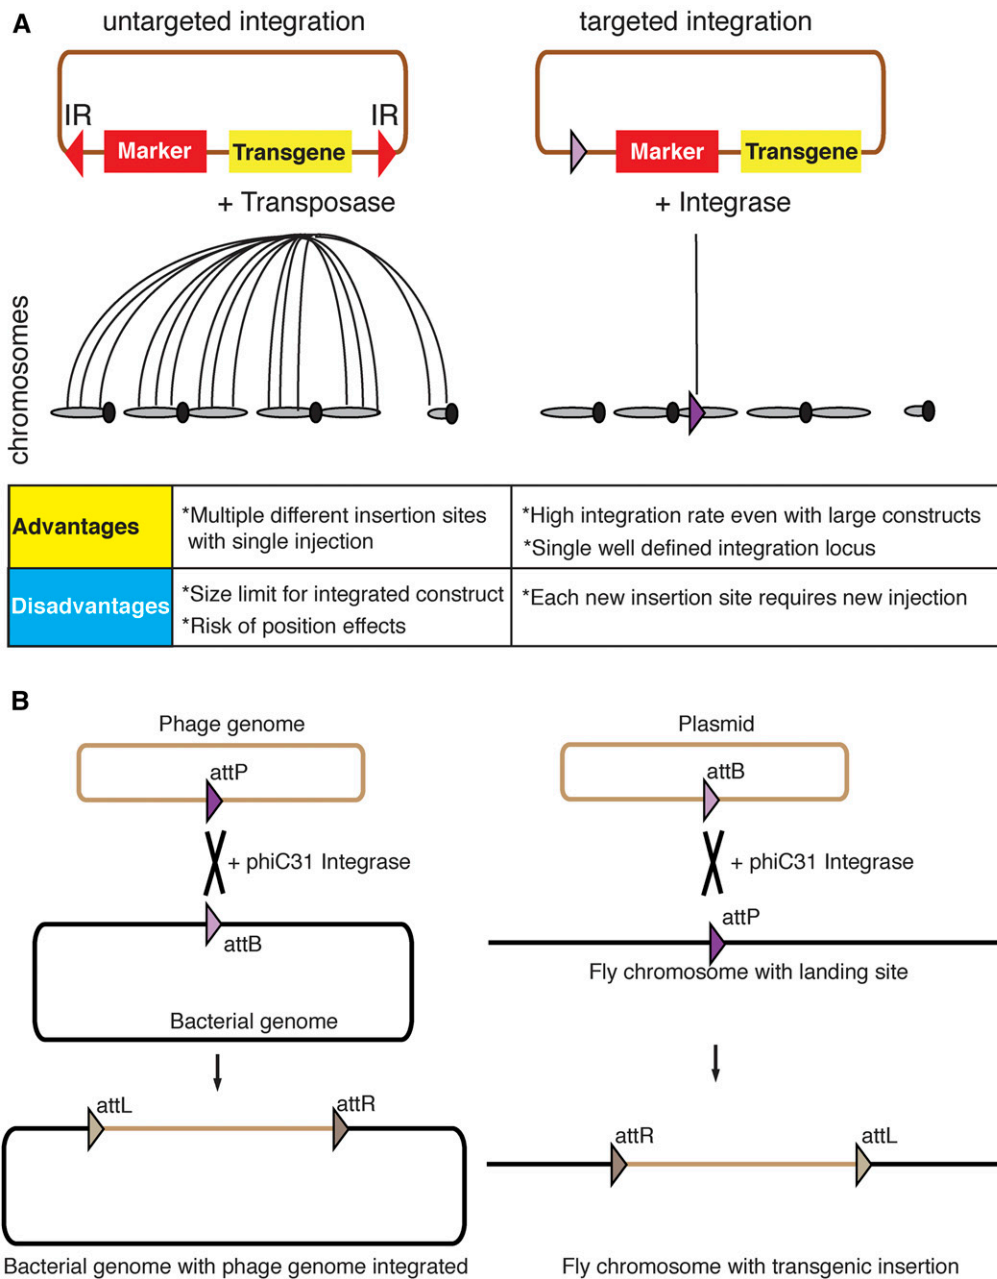 A
untargeted integration
targeted integration
IR
IR
Marker
Transgene
Marker
Transgene
+ Transposase
+ Integrase
chromosomes
Advantages
*Multiple different insertion sites
with single injection
*High integration rate even with large constructs
*Single well defined integration locus
Disadvantages
*Size limit for integrated construct
*Risk of position effects
*Each new insertion site requires new injection
B
Phage genome
attP
+ phiC31 Integrase
attB
Bacterial genome
attL
attR
Bacterial genome with phage genome integrated
Plasmid
attB
+ phiC31 Integrase
attP
Fly chromosome with landing site
attR
attL
Fly chromosome with transgenic insertion